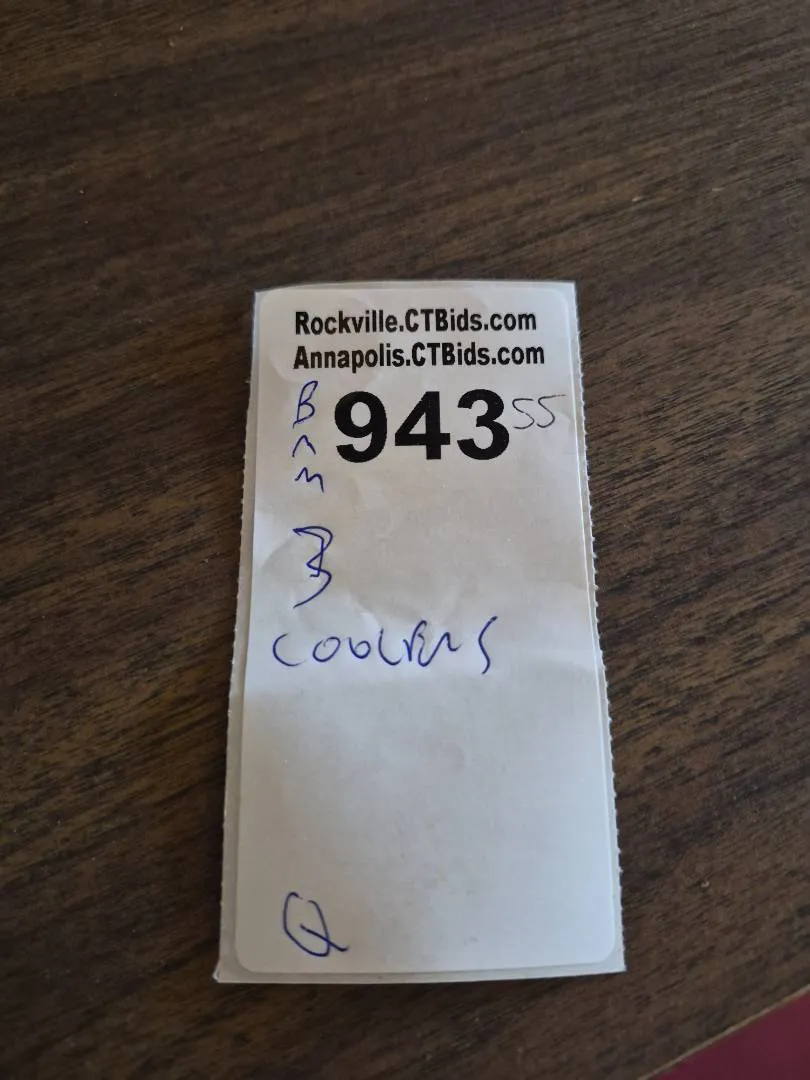 Rockville.CTBids.com
Annapolis.CTBids.com
943 55
3
COOLERS
Q